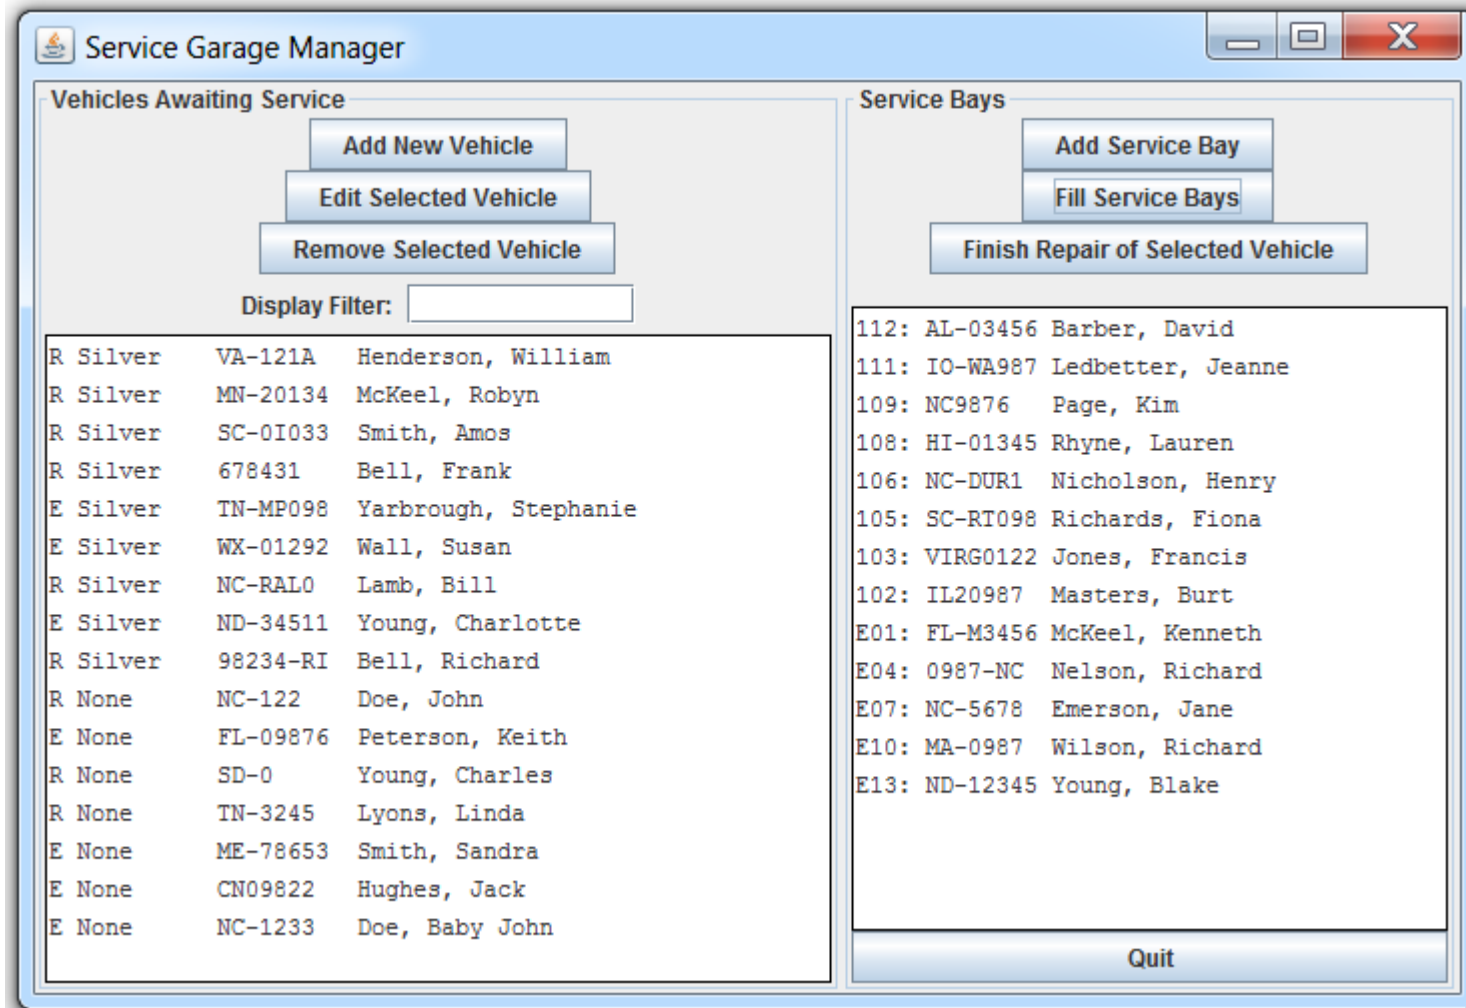 Service Garage Manager
Vehicles Awaiting Service
Add New Vehicle
Edit Selected Vehicle
Remove Selected Vehicle
Display Filter:
R Silver VA-121A Henderson, William
R Silver MN-20134 McKeel, Robyn
R Silver SC-0I033 Smith, Amos
R Silver 678431 Bell, Frank
E Silver TN-MP098 Yarbrough, Stephanie
E Silver WX-01292 Wall, Susan
R Silver NC-RAL0 Lamb, Bill
E Silver ND-34511 Young, Charlotte
R Silver 98234-RI Bell, Richard
R None NC-122 Doe, John
E None FL-09876 Peterson, Keith
R None SD-0 Young, Charles
R None TN-3245 Lyons, Linda
E None ME-78653 Smith, Sandra
E None CN09822 Hughes, Jack
E None NC-1233 Doe, Baby John
Service Bays
Add Service Bay
Fill Service Bays
Finish Repair of Selected Vehicle
112: AL-03456 Barber, David
111: IO-WA987 Ledbetter, Jeanne
109: NC9876 Page, Kim
108: HI-01345 Rhyne, Lauren
106: NC-DUR1 Nicholson, Henry
105: SC-RT098 Richards, Fiona
103: VIRG0122 Jones, Francis
102: IL20987 Masters, Burt
E01: FL-M3456 McKeel, Kenneth
E04: 0987-NC Nelson, Richard
E07: NC-5678 Emerson, Jane
E10: MA-0987 Wilson, Richard
E13: ND-12345 Young, Blake
Quit